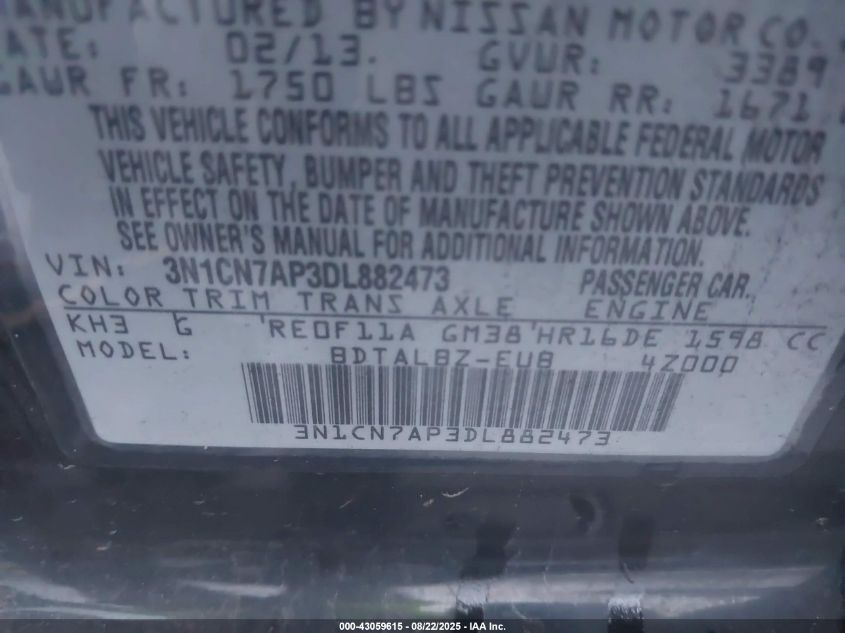 MANUFACTURED BY NISSAN MOTOR CO.
DATE: 02/13. GVWR: 3389
GAWR FR: 1750 LBS GAWR RR: 1671
THIS VEHICLE CONFORMS TO ALL APPLICABLE FEDERAL MOTOR
VEHICLE SAFETY, BUMPER AND THEFT PREVENTION STANDARDS
IN EFFECT ON THE DATE OF MANUFACTURE SHOWN ABOVE.
SEE OWNER'S MANUAL FOR ADDITIONAL INFORMATION.
VIN: 3N1CN7AP3DL882473 PASSENGER CAR.
COLOR TRIM TRANS AXLE ENGINE
KH3 G RE0F11A GM38 HR16DE 1598 CC
MODEL: BDTALBZ-EUB 4Z000
3N1CN7AP3DL882473
000-43059615 - 08/22/2025 - IAA Inc.